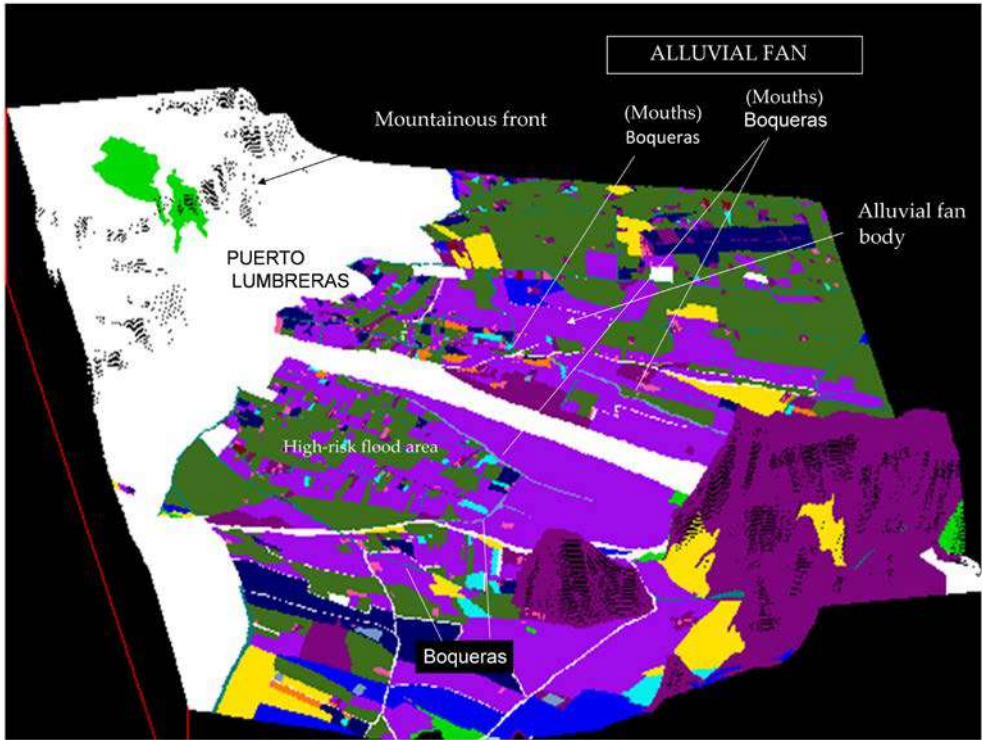 ALLUVIAL FAN
Mountainous front
(Mouths)
Boqueras
(Mouths)
Boqueras
Alluvial fan
body
PUERTO
LUMBRERAS
High-risk flood area
Boqueras